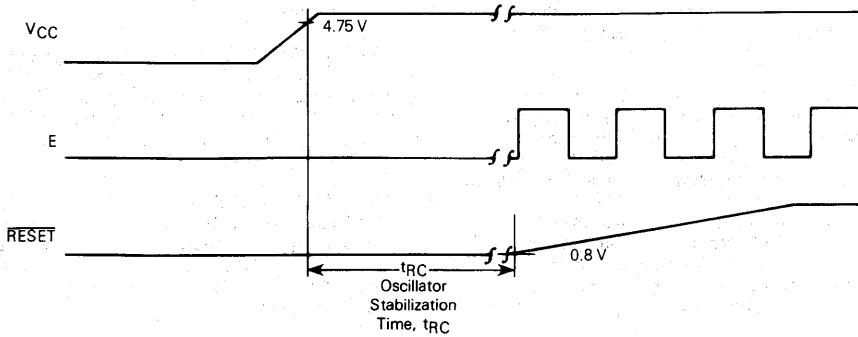 VCC
4.75 V
E
RESET
0.8 V
tRC
Oscillator
Stabilization
Time, tRC